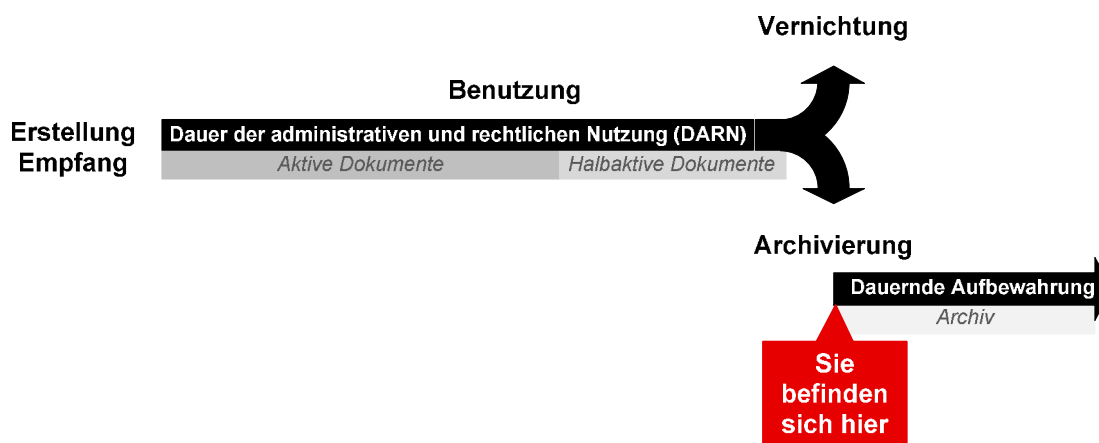 Vernichtung
Benutzung
Erstellung
Empfang
Dauer der administrativen und rechtlichen Nutzung (DARN)
Aktive Dokumente
Halbaktive Dokumente
Archivierung
Dauernde Aufbewahrung
Archiv
Sie
befinden
sich hier